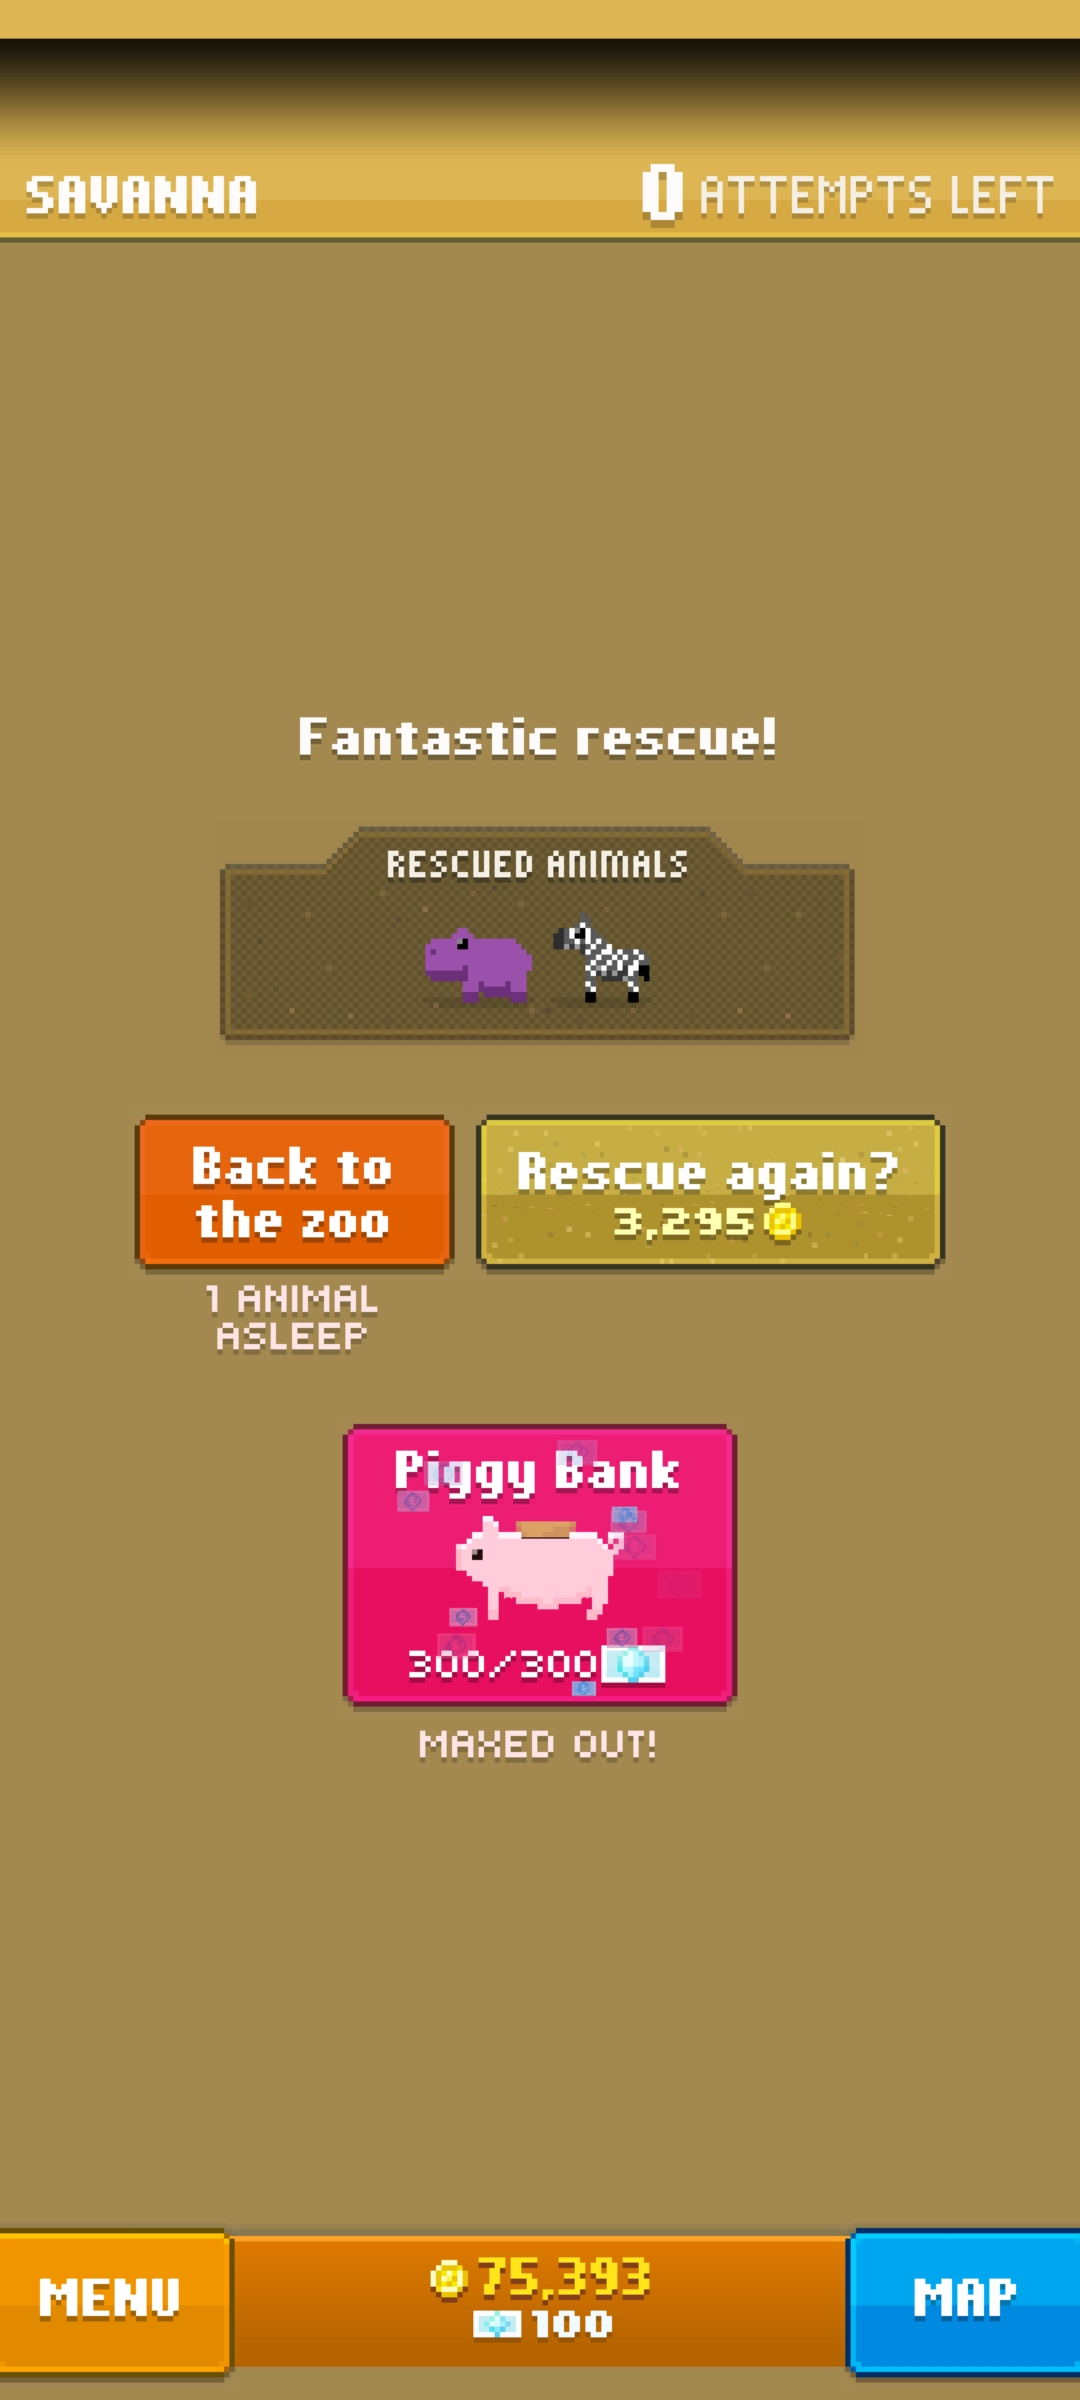 SAVANNA
0 ATTEMPTS LEFT
Fantastic rescue!
RESCUED ANIMALS
Back to
the zoo
Rescue again?
3,295
1 ANIMAL
ASLEEP
Piggy Bank
300/300
MAXED OUT!
MENU
75,393
100
MAP